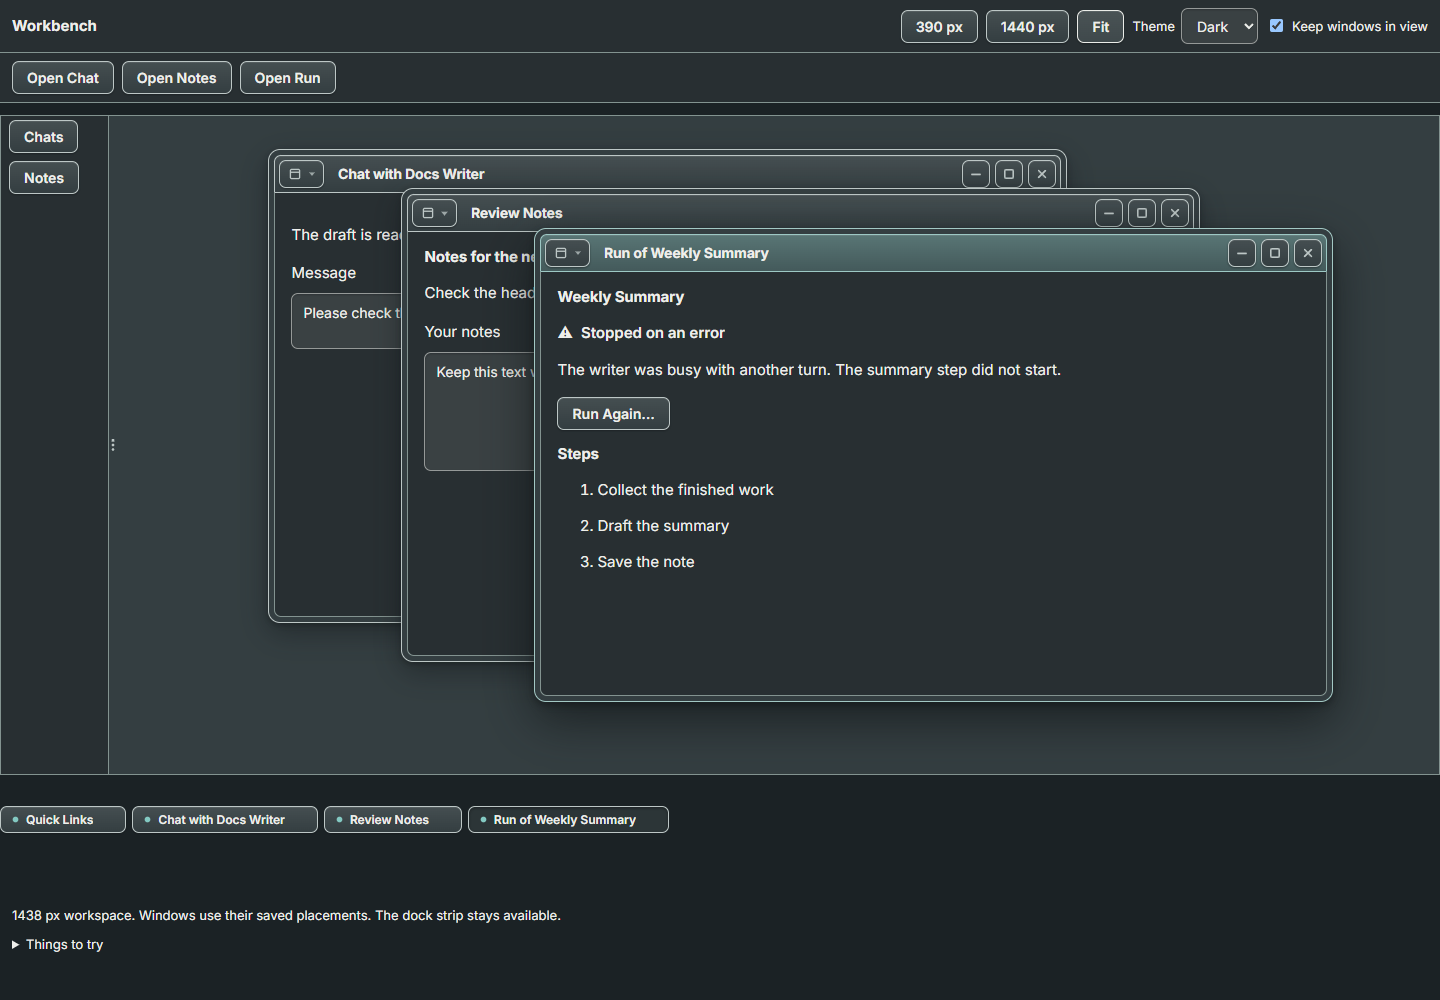 Workbench
390 px 1440 px Fit Theme Dark Keep windows in view
Open Chat Open Notes Open Run
Chats
Notes
Chat with Docs Writer
The draft is rea
Message
Please check t
Review Notes
Notes for the ne
Check the head
Your notes
Keep this text
Run of Weekly Summary
Weekly Summary
Stopped on an error
The writer was busy with another turn. The summary step did not start.
Run Again...
Steps
1. Collect the finished work
2. Draft the summary
3. Save the note
Quick Links Chat with Docs Writer Review Notes Run of Weekly Summary
1438 px workspace. Windows use their saved placements. The dock strip stays available.
Things to try